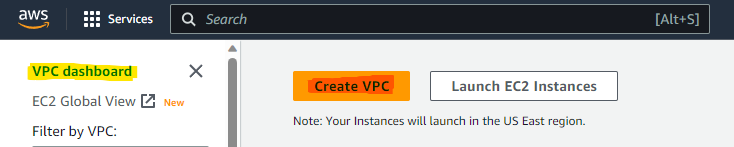 aws Services Search [Alt+S]
VPC dashboard
EC2 Global View New
Filter by VPC:
Create VPC Launch EC2 Instances
Note: Your Instances will launch in the US East region.